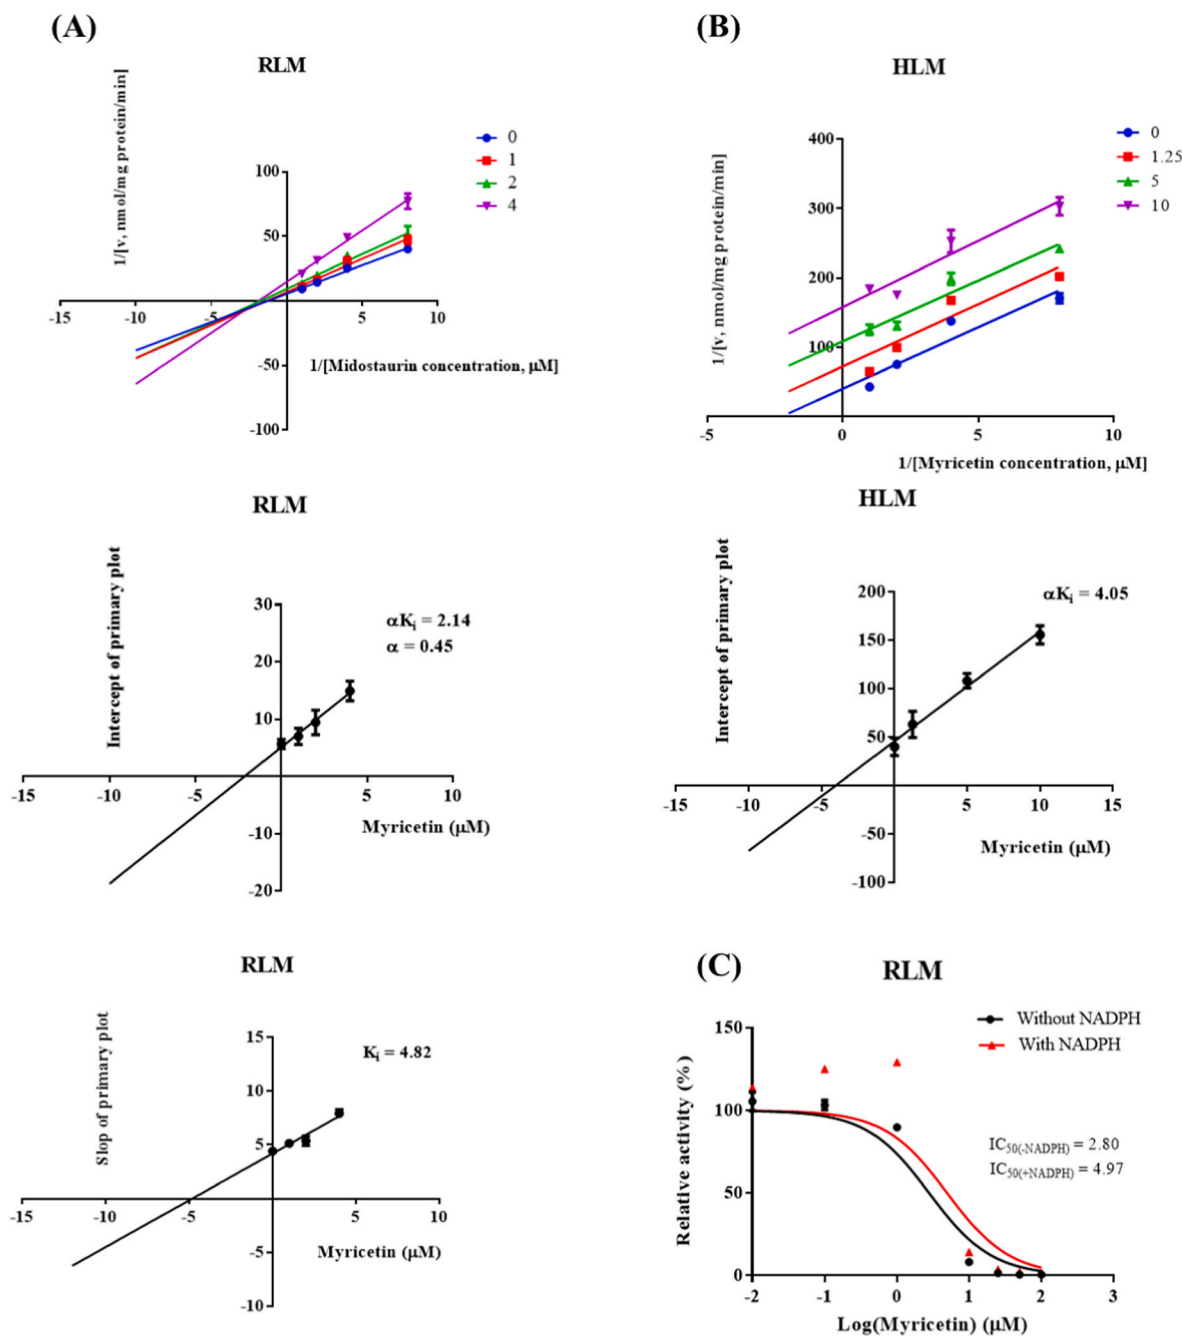 (A)
RLM
1/[v, nmol/mg protein/min]
0
1
2
4
100
50
-50
-100
-15
-10
-5
5
10
1/[Midostaurin concentration, μM]
(B)
HLM
1/[v, nmol/mg protein/min]
0
1.25
5
10
400
300
200
100
-5
0
5
10
1/[Myricetin concentration, μM]
RLM
Intercept of primary plot
αKi = 2.14
α = 0.45
30
20
10
-10
-20
-15
-10
-5
5
10
Myricetin (μM)
HLM
Intercept of primary plot
αKi = 4.05
200
150
100
50
-50
-100
-15
-10
-5
5
10
15
Myricetin (μM)
RLM
Slop of primary plot
Ki = 4.82
15
10
5
-5
-10
-15
-10
-5
5
10
Myricetin (μM)
(C)
RLM
Without NADPH
With NADPH
Relative activity (%)
150
100
50
0
IC50(-NADPH) = 2.80
IC50(+NADPH) = 4.97
-2
-1
0
1
2
3
Log(Myricetin) (μM)